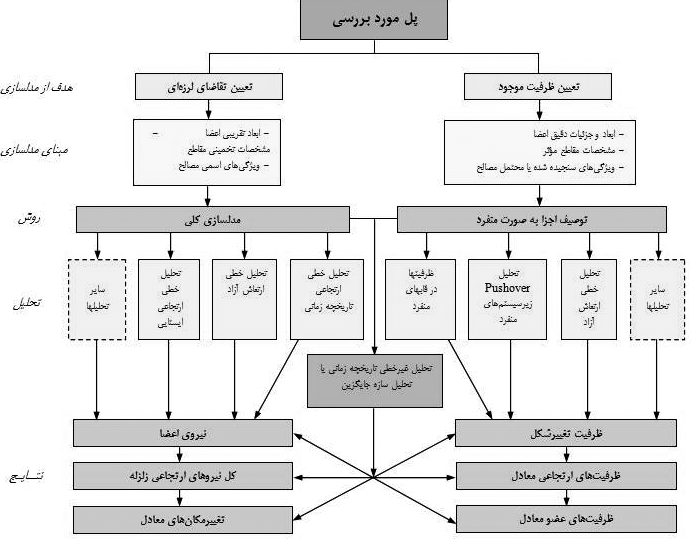 پل مورد بررسی
هدف از مدلسازی
تعیین ظرفیت موجود
تعیین تقاضای لرزه‌ای
مبنای مدلسازی
– ابعاد و جزئیات دقیق اعضا
– مشخصات مقاطع مؤثر
– ویژگی‌های سنجیده شده یا محتمل مصالح
– ابعاد تقریبی اعضا –
مشخصات تخمینی مقاطع
– ویژگی‌های اسمی مصالح
روش
توصیف اجزا به صورت منفرد
مدلسازی کلی
تحلیل
سایر
تحلیلها
تحلیل
خطی
ارتعاش
آزاد
تحلیل
Pushover
زیرسیستم‌های
منفرد
ظرفیتها
در قابهای
منفرد
تحلیل خطی
ارتجاعی
تاریخچه زمانی
تحلیل خطی
ارتعاش آزاد
تحلیل
خطی
ارتجاعی
ایستایی
سایر
تحلیلها
تحلیل غیرخطی تاریخچه زمانی یا
تحلیل سازه جایگزین
نتـایـج
ظرفیت تغییرشکل
ظرفیت‌های ارتجاعی معادل
ظرفیت‌های عضو معادل
نیروی اعضا
کل نیروهای ارتجاعی زلزله
تغییرمکان‌های معادل